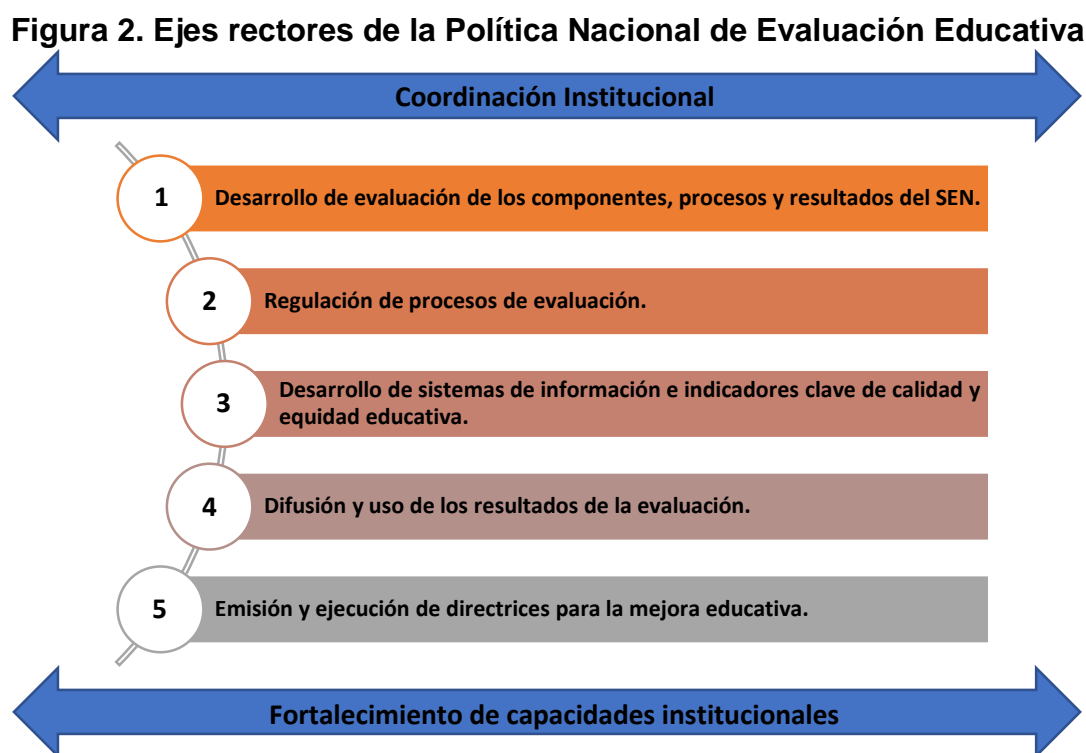 Figura 2. Ejes rectores de la Política Nacional de Evaluación Educativa
Coordinación Institucional
1
Desarrollo de evaluación de los componentes, procesos y resultados del SEN.
2
Regulación de procesos de evaluación.
3
Desarrollo de sistemas de información e indicadores clave de calidad y
equidad educativa.
4
Difusión y uso de los resultados de la evaluación.
5
Emisión y ejecución de directrices para la mejora educativa.
Fortalecimiento de capacidades institucionales